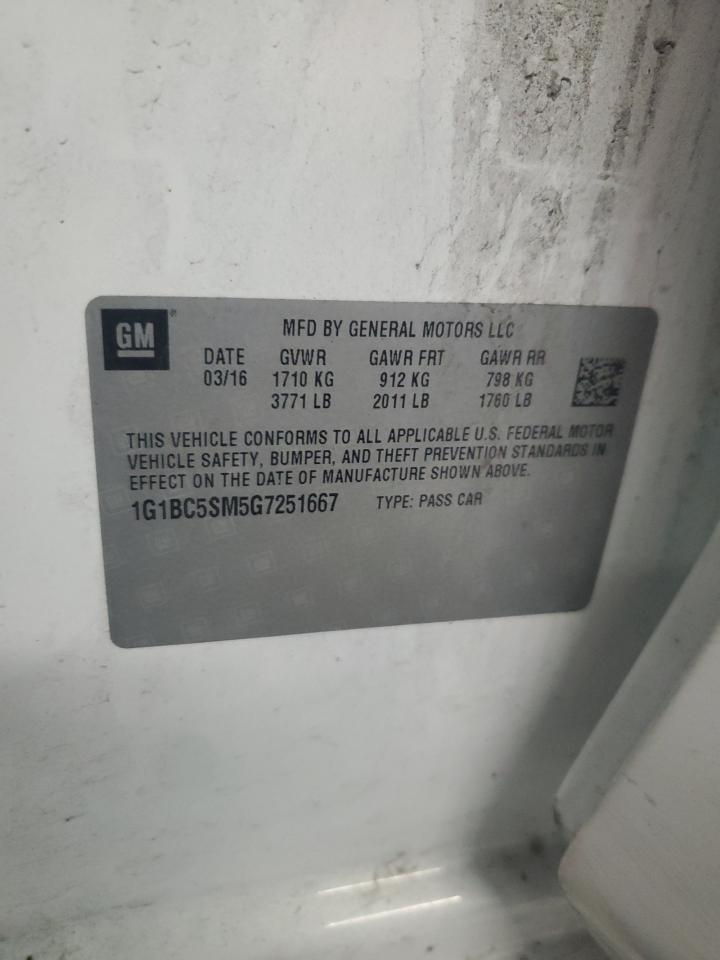 GM
MFD BY GENERAL MOTORS LLC
DATE GVWR GAWR FRT GAWR RR
03/16 1710 KG 912 KG 798 KG
3771 LB 2011 LB 1760 LB
THIS VEHICLE CONFORMS TO ALL APPLICABLE U.S. FEDERAL MOTOR
VEHICLE SAFETY, BUMPER, AND THEFT PREVENTION STANDARDS IN
EFFECT ON THE DATE OF MANUFACTURE SHOWN ABOVE.
1G1BC5SM5G7251667 TYPE: PASS CAR